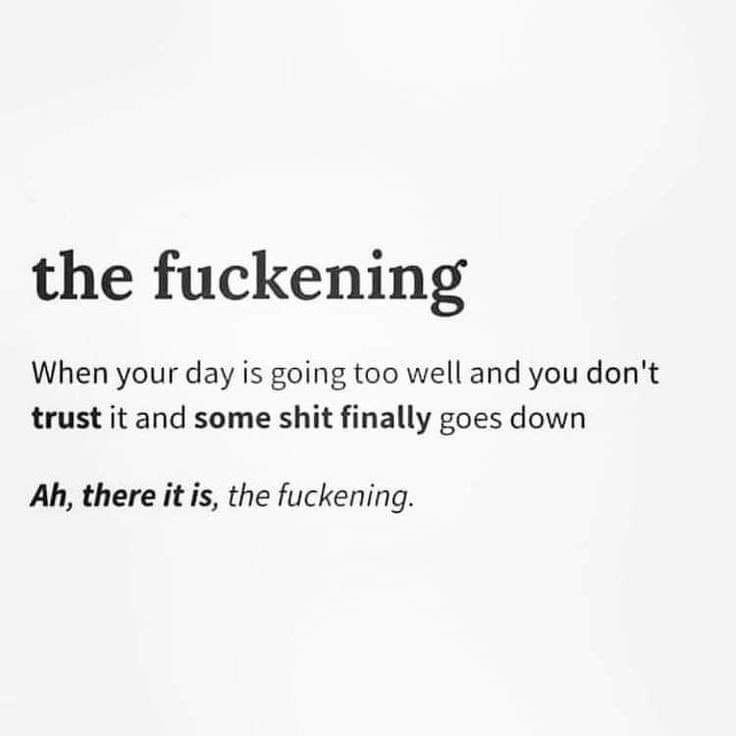 the fuckening
When your day is going too well and you don't
trust it and some shit finally goes down
Ah, there it is, the fuckening.